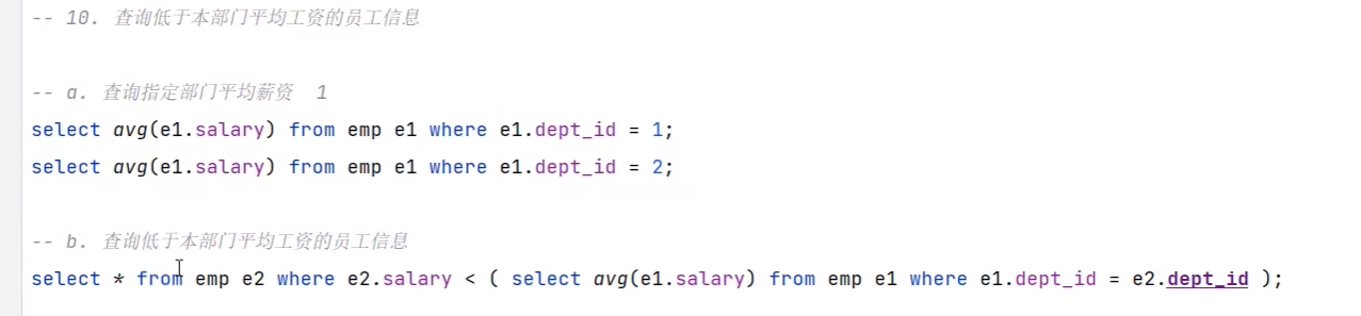 -- 10. 查询低于本部门平均工资的员工信息
-- a. 查询指定部门平均薪资  1
select avg(e1.salary) from emp e1 where e1.dept_id = 1;
select avg(e1.salary) from emp e1 where e1.dept_id = 2;
-- b. 查询低于本部门平均工资的员工信息
select * from emp e2 where e2.salary < ( select avg(e1.salary) from emp e1 where e1.dept_id = e2.dept_id );